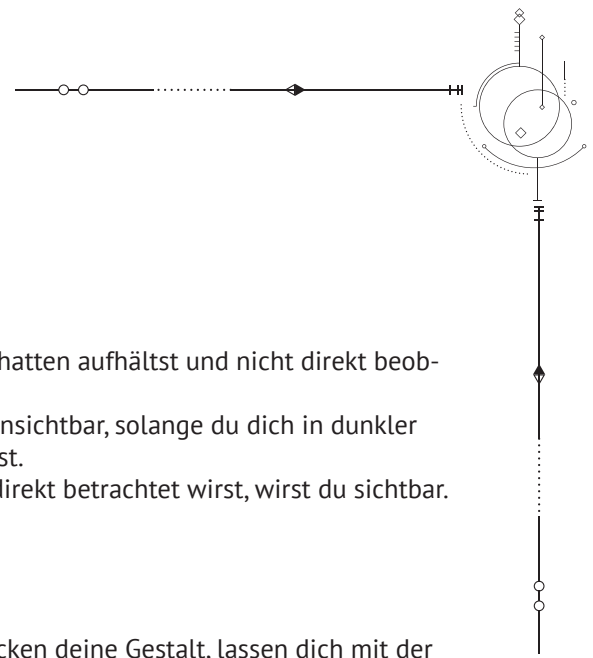 hatten aufhältst und nicht direkt beob-
nsichtbar, solange du dich in dunkler
st.
direkt betrachtet wirst, wirst du sichtbar.
cken deine Gestalt, lassen dich mit der